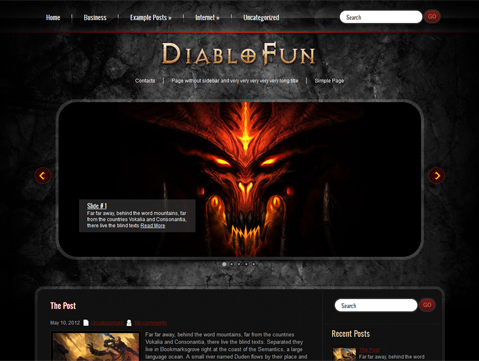 Home Business Example Posts » Internet » Uncategorized Search GO
DIABLOFUN
Contacts Page without sidebar and very very very very very long title Simple Page
Slide # 1
Far far away, behind the word mountains, far
from the countries Vokalia and Consonantia,
there live the blind texts Read More
The Post
Search GO
May 10, 2012
Far far away, behind the word mountains, far from the countries
Vokalia and Consonantia, there live the blind texts. Separated they
live in Bookmarksgrove right at the coast of the Semantics, a large
language ocean. A small river named Duden flows by their place and
Recent Posts
The Post
Far far away, behind the word